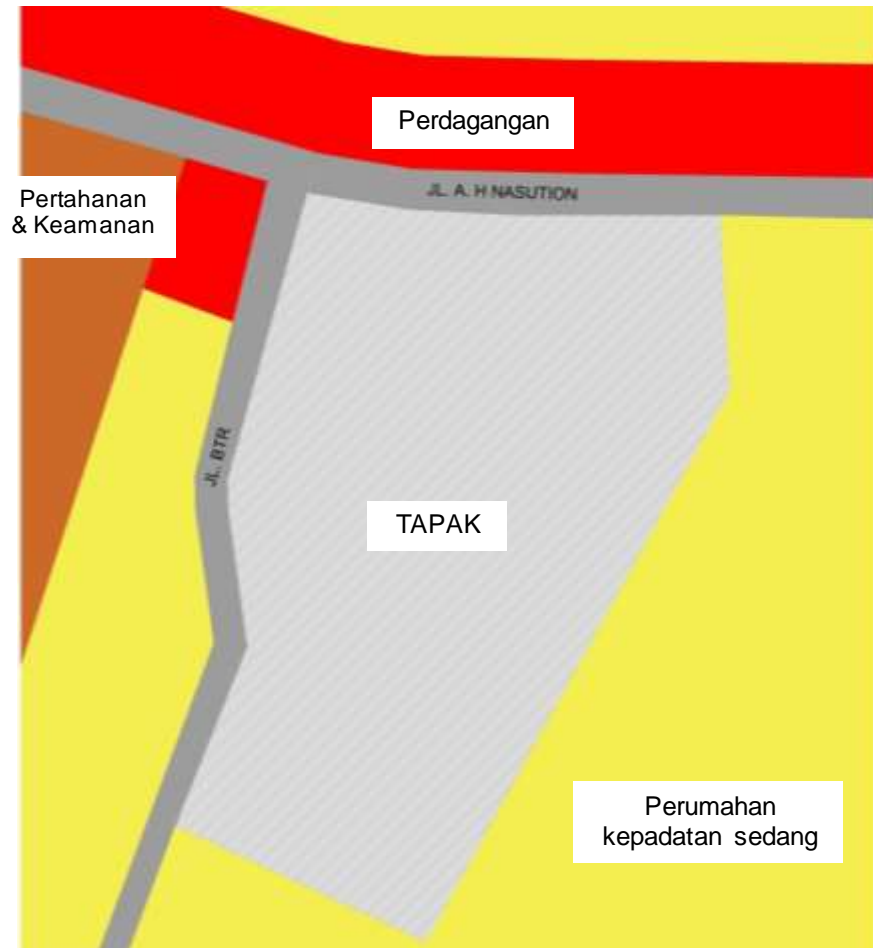 Perdagangan
JL. A. H NASUTION
Pertahanan
& Keamanan
JL. BTR
TAPAK
Perumahan
kepadatan sedang